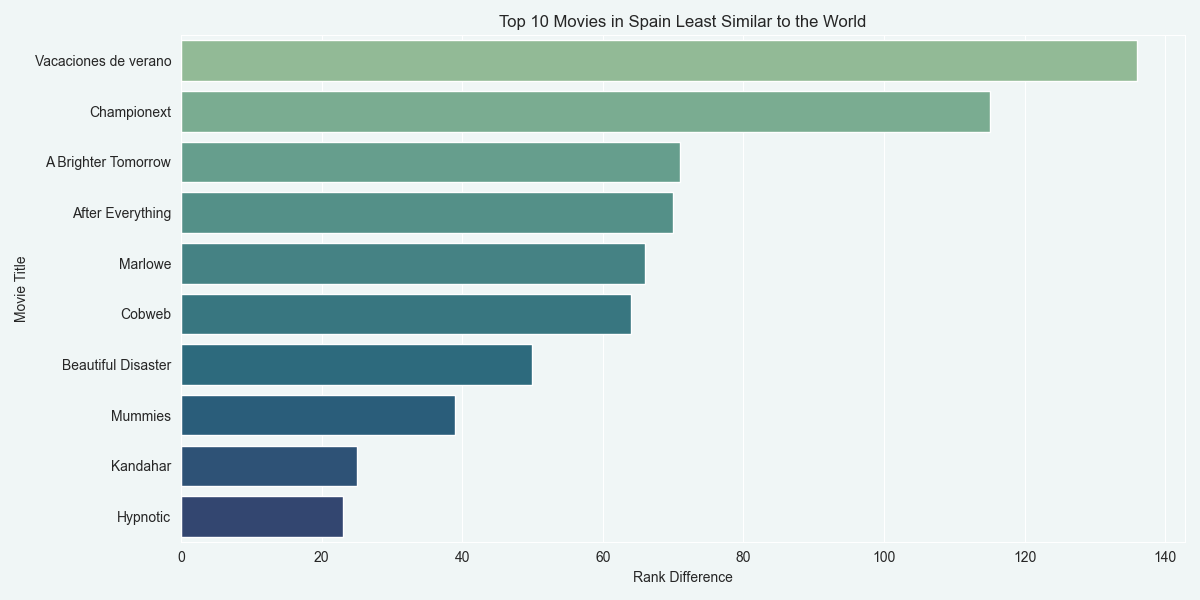 Top 10 Movies in Spain Least Similar to the World
Movie Title
Vacaciones de verano
Championext
A Brighter Tomorrow
After Everything
Marlowe
Cobweb
Beautiful Disaster
Mummies
Kandahar
Hypnotic
0 20 40 60 80 100 120 140
Rank Difference